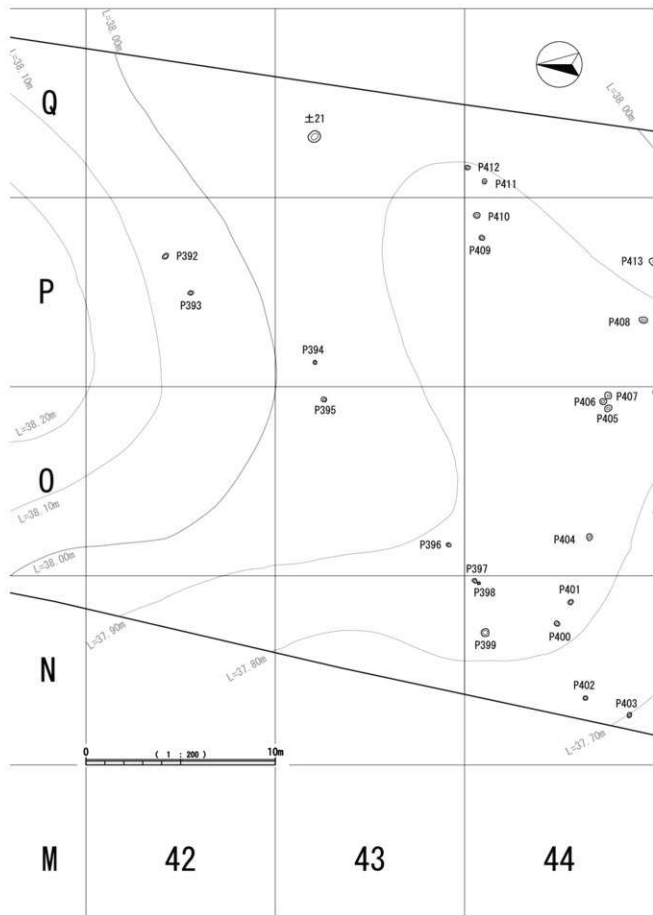 L=38.00m
L=38.10m
L=38.00m
Q
土21
P412
P411
P410
P409
P392
P413
P
P393
P408
P394
P407
P406
P395
P405
L=38.20m
O
L=38.10m
P404
P396
L=38.00m
P397
P398
P401
L=37.90m
P400
P399
L=37.80m
N
P402
P403
L=37.70m
0 ( 1 : 200 ) 10m
M 42 43 44